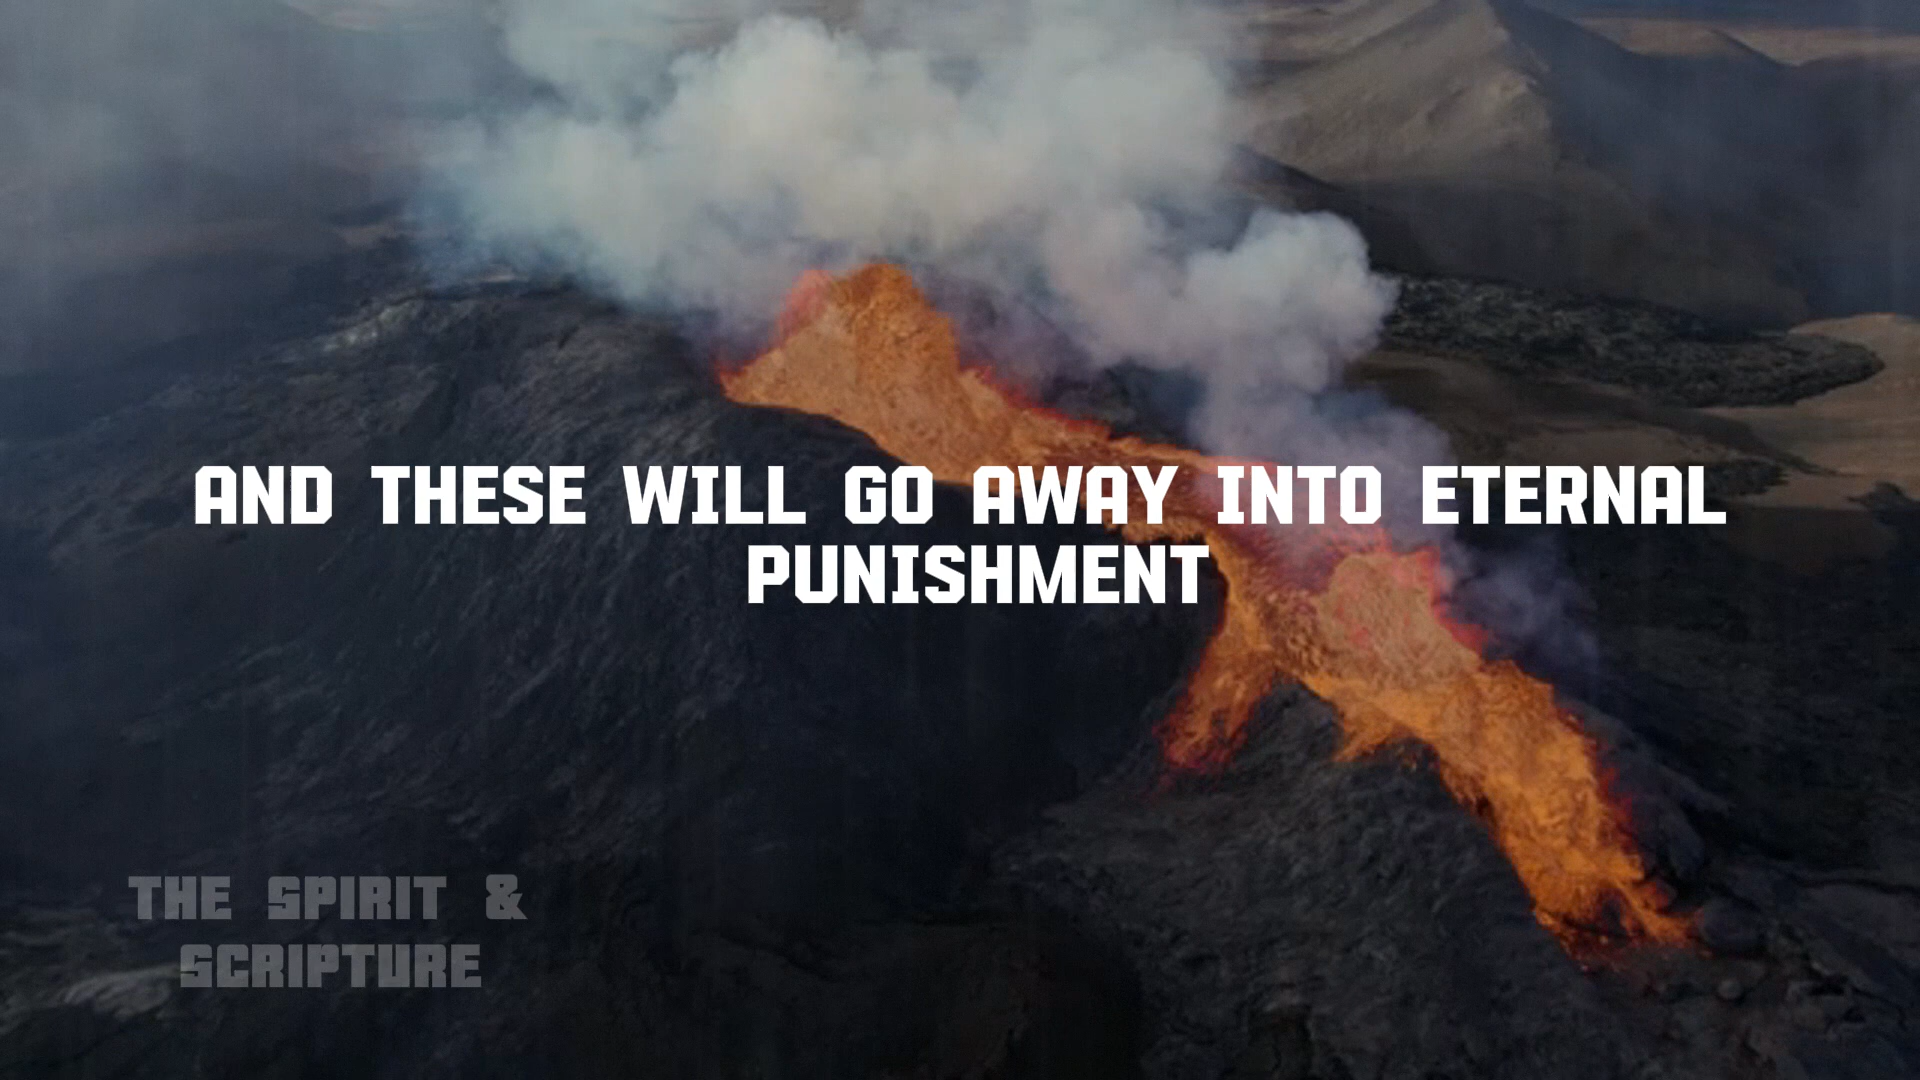 AND THESE WILL GO AWAY INTO ETERNAL
PUNISHMENT
THE SPIRIT &
SCRIPTURE